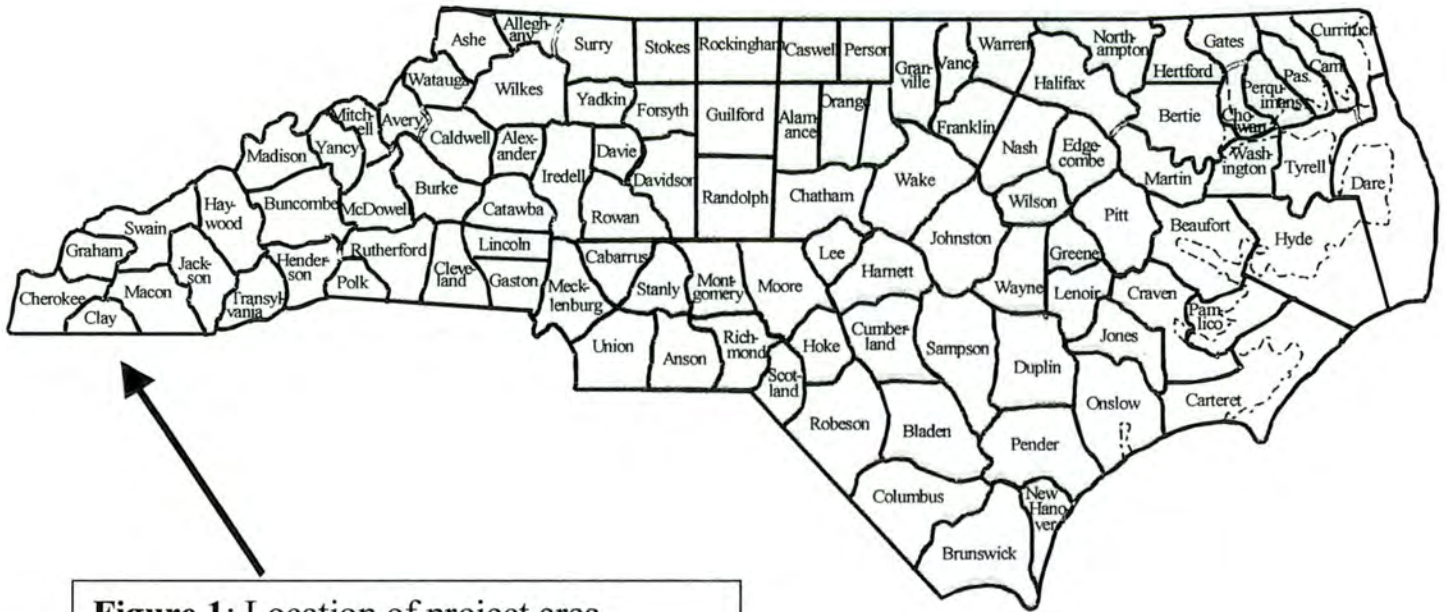 Ashe
Allegh-
any
Surry
Stokes
Rockingham
Caswell
Person
Gran-
ville
Vance
Warren
North-
ampton
Gates
Hertford
Currituck
Cam.
Pas.
Perqui-
mans
Cho-
wan
Halifax
Bertie
Watauga
Wilkes
Yadkin
Forsyth
Guilford
Alam-
ance
Orange
Franklin
Nash
Edge-
combe
Martin
Wash-
ington
Tyrell
Dare
Mitch-
ell
Avery
Caldwell
Alex-
ander
Iredell
Davie
Davidson
Randolph
Chatham
Wake
Wilson
Pitt
Beaufort
Hyde
Madison
Yancy
Burke
Catawba
Rowan
Buncombe
McDowell
Hay-
wood
Swain
Graham
Cherokee
Clay
Macon
Jack-
son
Transyl-
vania
Hender-
son
Polk
Rutherford
Cleve-
land
Lincoln
Gaston
Meck-
lenburg
Cabarrus
Stanly
Mont-
gomery
Moore
Lee
Harnett
Johnston
Wayne
Greene
Lenoir
Craven
Pam-
lico
Jones
Union
Anson
Rich-
mond
Scot-
land
Hoke
Cumber-
land
Sampson
Duplin
Onslow
Carteret
Robeson
Bladen
Pender
Columbus
New
Hano-
ver
Brunswick
Figure 1: Location of project area